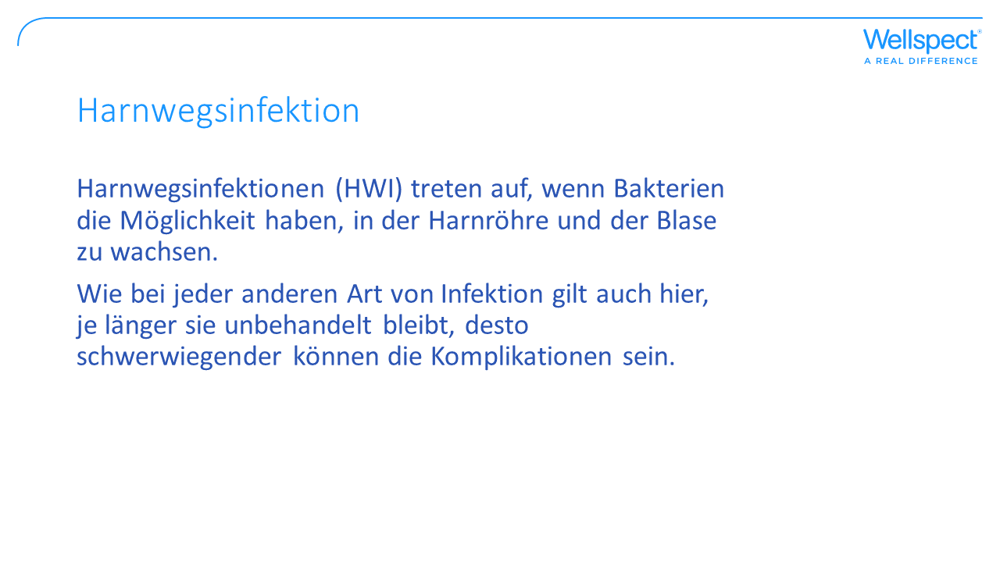 Wellspect®
A REAL DIFFERENCE
Harnwegsinfektion
Harnwegsinfektionen (HWI) treten auf, wenn Bakterien
die Möglichkeit haben, in der Harnröhre und der Blase
zu wachsen.
Wie bei jeder anderen Art von Infektion gilt auch hier,
je länger sie unbehandelt bleibt, desto
schwerwiegender können die Komplikationen sein.